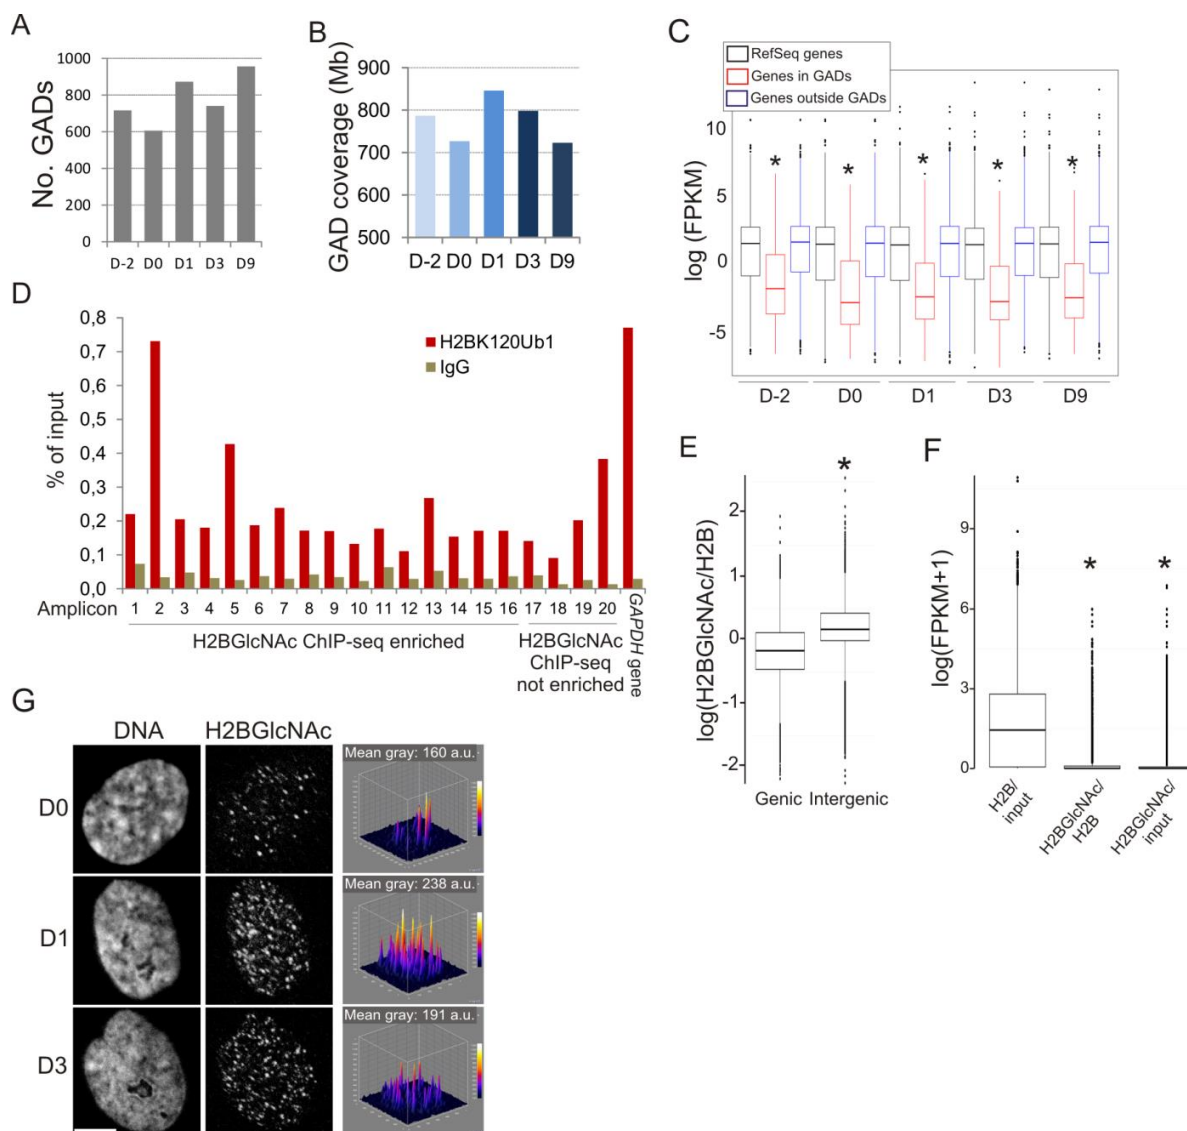 A
No. GADs
1000
800
600
400
200
0
D-2 D0 D1 D3 D9
B
GAD coverage (Mb)
900
800
700
600
500
D-2 D0 D1 D3 D9
C
RefSeq genes
Genes in GADs
Genes outside GADs
log (FPKM)
10
5
0
-5
* * * * *
D-2 D0 D1 D3 D9
D
% of input
0,8
0,7
0,6
0,5
0,4
0,3
0,2
0,1
0,0
H2BK120Ub1
IgG
Amplicon 1 2 3 4 5 6 7 8 9 10 11 12 13 14 15 16 17 18 19 20
GAPDH gene
H2BGlcNAc ChIP-seq enriched
H2BGlcNAc
ChIP-seq
not enriched
E
log(H2BGlcNAc/H2B)
2
1
0
-1
-2
*
Genic Intergenic
F
log(FPKM+1)
9
6
3
0
* *
H2B/
input
H2BGlcNAc/
H2B
H2BGlcNAc/
input
G
DNA H2BGlcNAc
D0
Mean gray: 160 a.u.
D1
Mean gray: 238 a.u.
D3
Mean gray: 191 a.u.